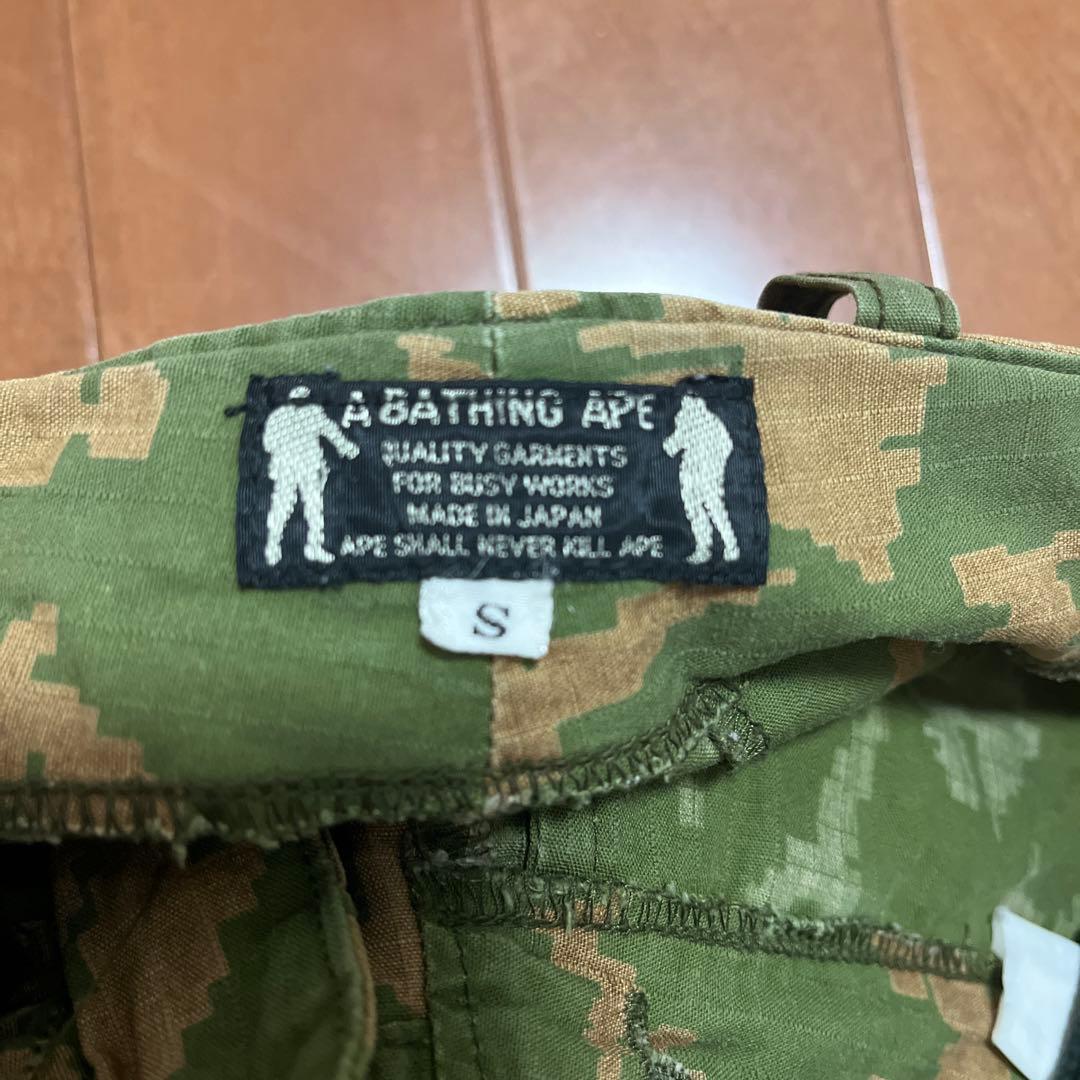 A BATHING APE
QUALITY GARMENTS
FOR BUSY WORKS
MADE IN JAPAN
APE SHALL NEVER KILL APE
S